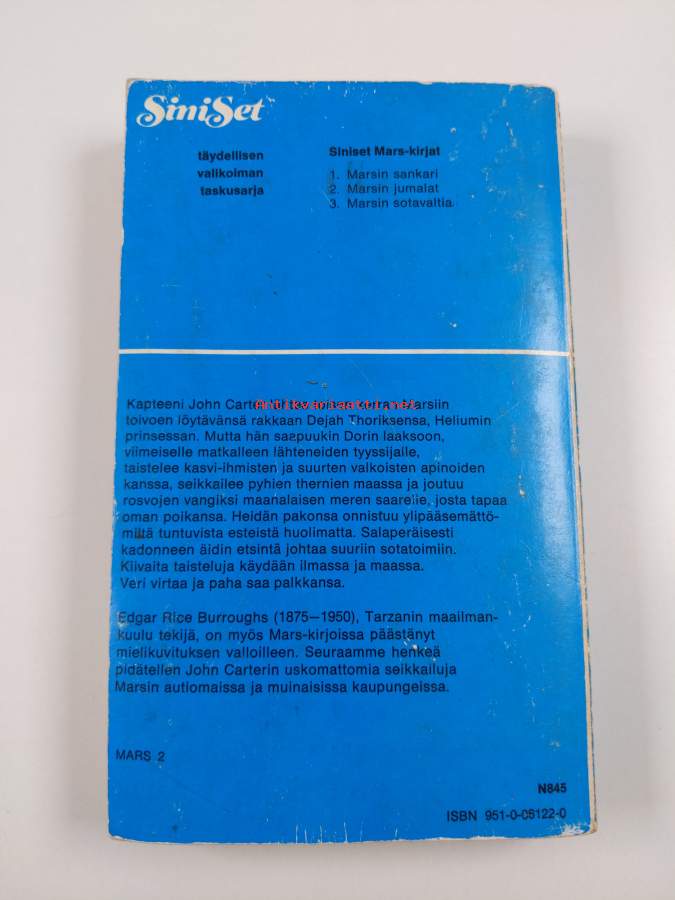 SiniSet
täydellisen
valikoiman
taskusarja
Siniset Mars-kirjat
1. Marsin sankari
2. Marsin jumalat
3. Marsin sotavaltias
Kapteeni John Carter Marsiin
Antikvariaatti.net
toivoen löytävänsä rakkaan Dejah Thoriksensa, Heliumin
prinsessan. Mutta hän saapuukin Dorin laaksoon,
viimeiselle matkalleen lähteneiden tyyssijalle,
taistelee kasvi-ihmisten ja suurten valkoisten apinoiden
kanssa, seikkailee pyhien thernien maassa ja joutuu
rosvojen vangiksi maanalaisen meren saarelle, josta tapaa
oman poikansa. Heidän pakonsa onnistuu ylipääsemättö-
miltä tuntuvista esteistä huolimatta. Salaperäisesti
kadonneen äidin etsintä johtaa suuriin sotatoimiin.
Kiivaita taisteluja käydään ilmassa ja maassa.
Veri virtaa ja paha saa palkkansa.
Edgar Rice Burroughs (1875—1950), Tarzanin maailman-
kuulu tekijä, on myös Mars-kirjoissa päästänyt
mielikuvituksen valloilleen. Seuraamme henkeä
pidätellen John Carterin uskomattomia seikkailuja
Marsin autiomaissa ja muinaisissa kaupungeissa.
MARS 2
N845
ISBN 951-0-06122-0